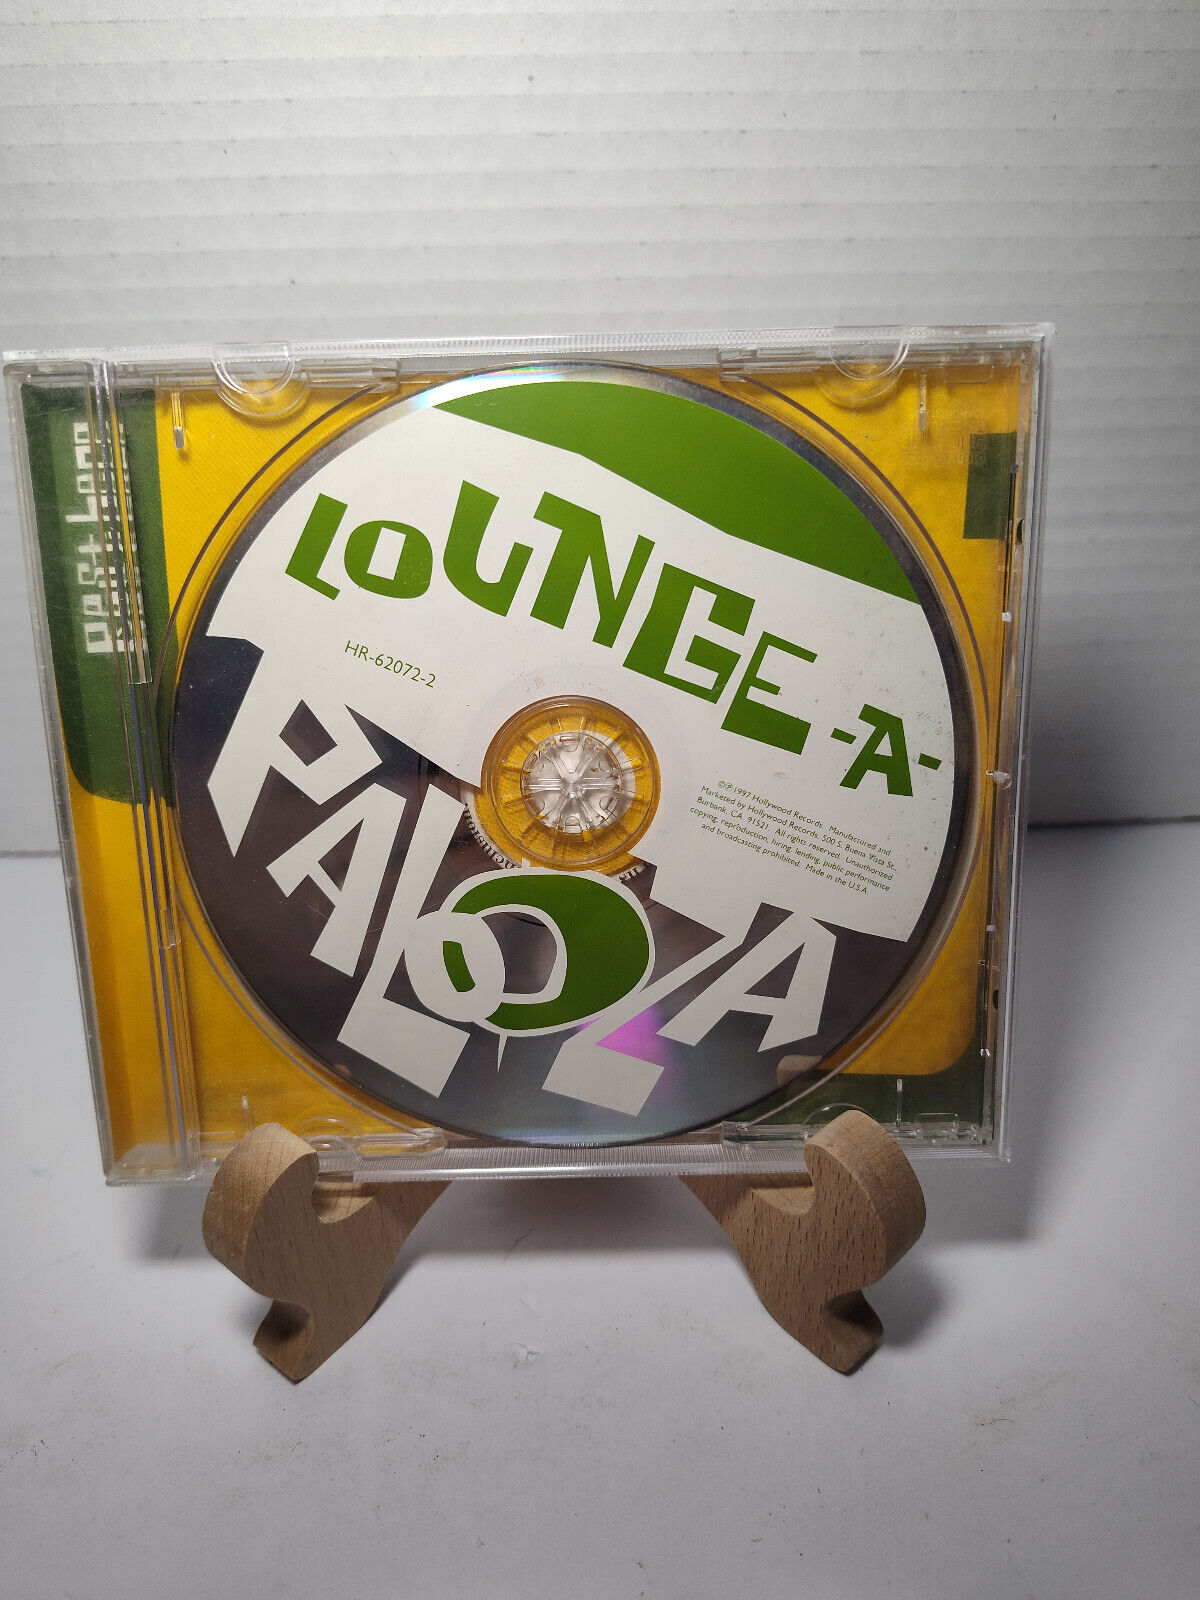 LOUNGE
-A-
PALOOZA
HR-62072-2
©℗1997 Hollywood Records. Manufactured and
Marketed by Hollywood Records, 500 S. Buena Vista St.,
Burbank, CA 91521. All rights reserved. Unauthorized
copying, reproduction, hiring, lending, public performance
and broadcasting prohibited. Made in the U.S.A.